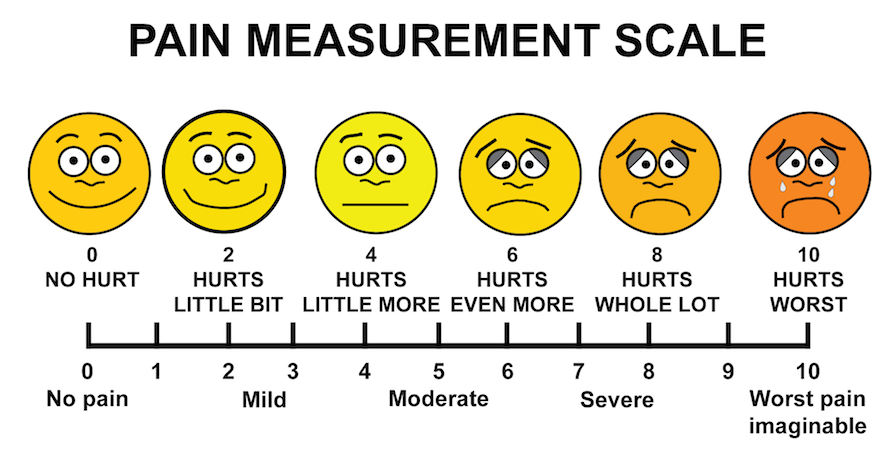 PAIN MEASUREMENT SCALE
0 2 4 6 8 10
NO HURT HURTS HURTS HURTS HURTS HURTS
LITTLE BIT LITTLE MORE EVEN MORE WHOLE LOT WORST
0 1 2 3 4 5 6 7 8 9 10
No pain Mild Moderate Severe Worst pain
imaginable